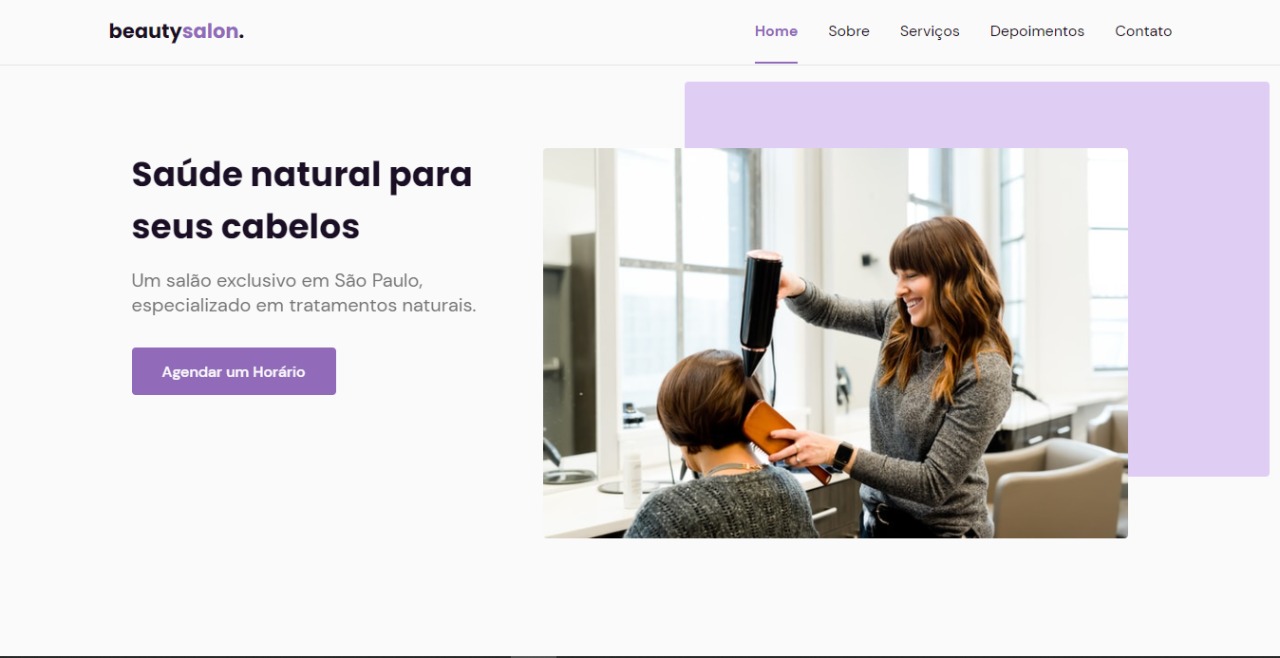 beautysalon.
Home Sobre Serviços Depoimentos Contato
Saúde natural para
seus cabelos
Um salão exclusivo em São Paulo,
especializado em tratamentos naturais.
Agendar um Horário